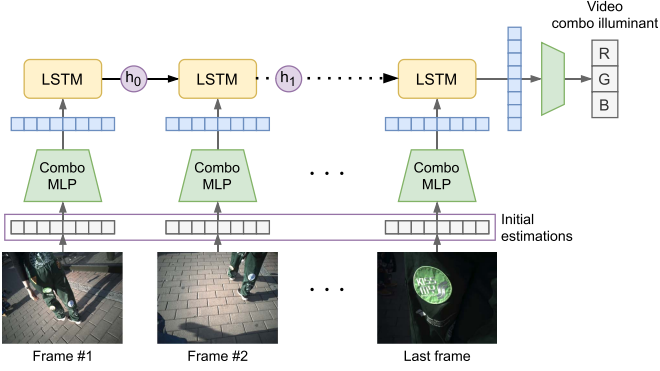 Video
combo illuminant
LSTM
h0
LSTM
h1
LSTM
R
G
B
Combo
MLP
Combo
MLP
Combo
MLP
. . .
Initial
estimations
. . .
Frame #1
Frame #2
Last frame